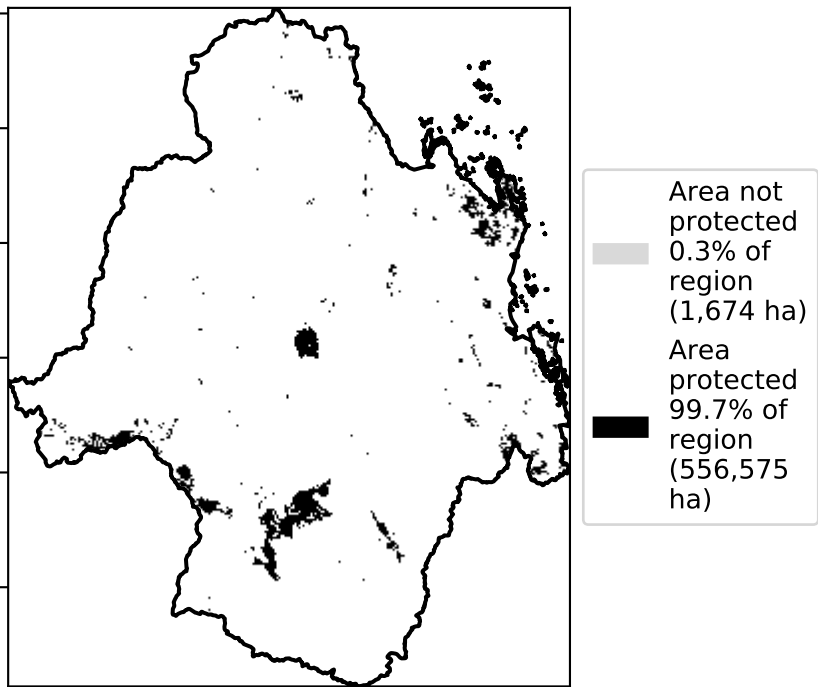 Area not
protected
0.3% of
region
(1,674 ha)
Area
protected
99.7% of
region
(556,575
ha)